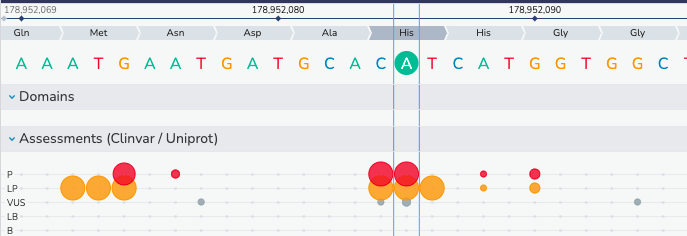 178,952,069 178,952,080 178,952,090
Gln Met Asn Asp Ala His His Gly Gly
A A A T G A A T G A T G C A C A T C A T G G T G G C T
Domains
Assessments (Clinvar / Uniprot)
P
LP
VUS
LB
B